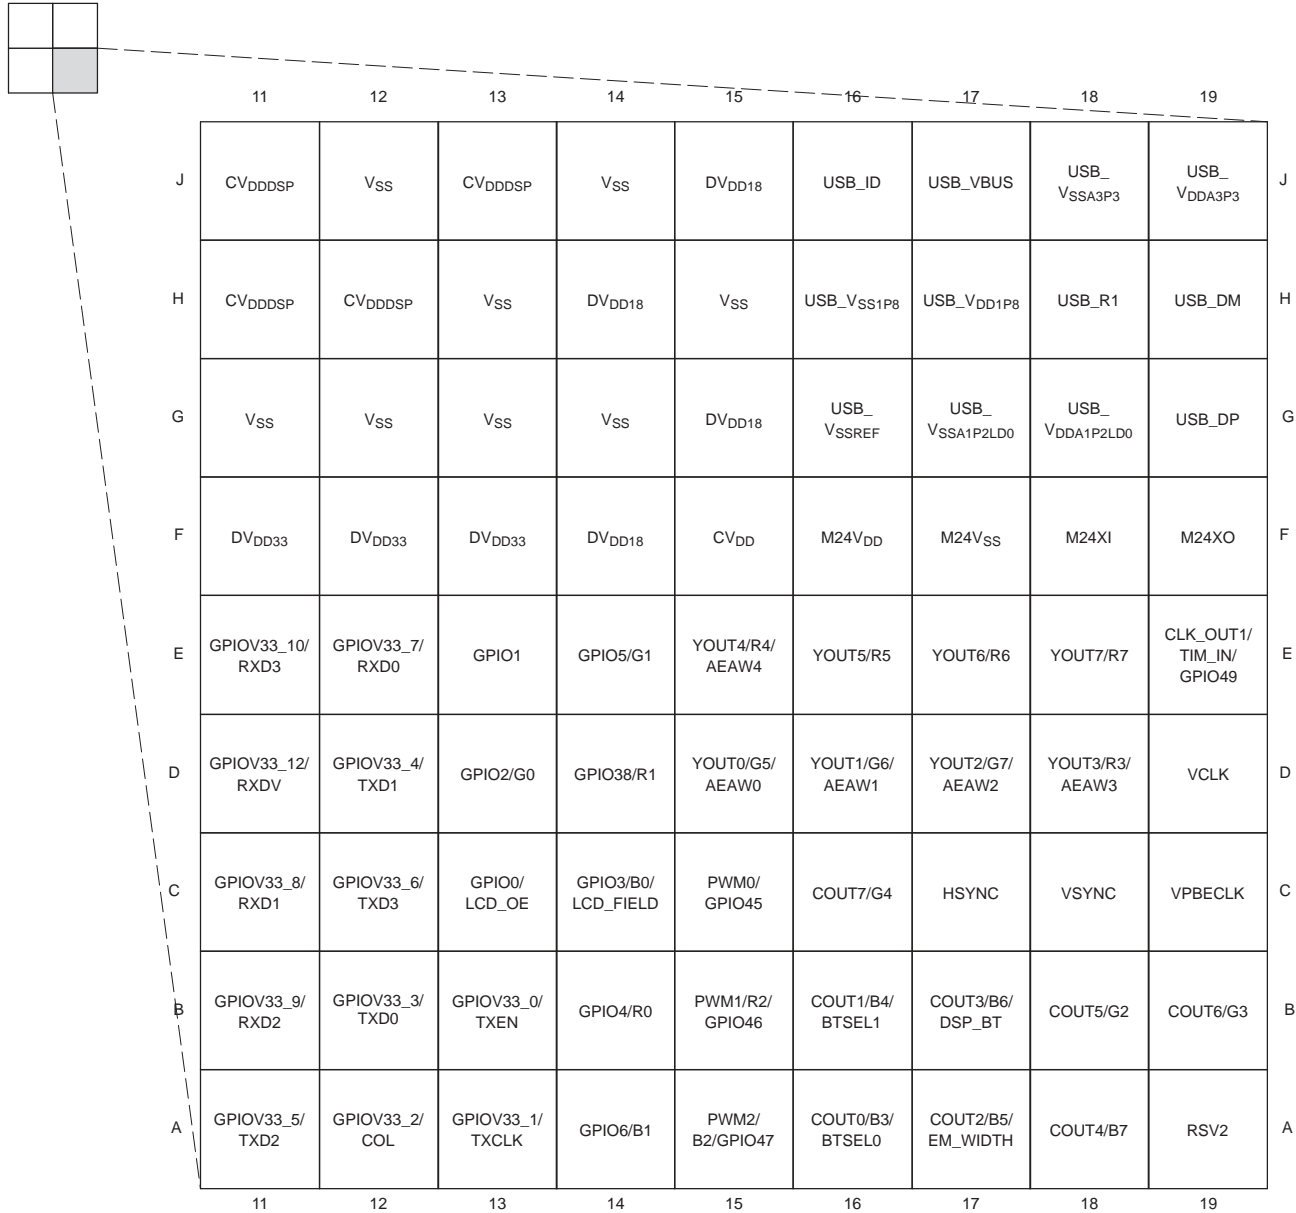 11 12 13 14 15 16 17 18 19
J CVDDDSP VSS CVDDDSP VSS DVDD18 USB_ID USB_VBUS USB_ USB_ J
VSSA3P3 VDDA3P3
H CVDDDSP CVDDDSP VSS DVDD18 VSS USB_VSS1P8 USB_VDD1P8 USB_R1 USB_DM H
G VSS VSS VSS VSS DVDD18 USB_ USB_ USB_ USB_DP G
VSSREF VSSA1P2LD0 VDDA1P2LD0
F DVDD33 DVDD33 DVDD33 DVDD18 CVDD M24VDD M24VSS M24XI M24XO F
E GPIOV33_10/ GPIOV33_7/ GPIO1 GPIO5/G1 YOUT4/R4/ YOUT5/R5 YOUT6/R6 YOUT7/R7 CLK_OUT1/ E
RXD3 RXD0 AEAW4 TIM_IN/
GPIO49
D GPIOV33_12/ GPIOV33_4/ GPIO2/G0 GPIO38/R1 YOUT0/G5/ YOUT1/G6/ YOUT2/G7/ YOUT3/R3/ VCLK D
RXDV TXD1 AEAW0 AEAW1 AEAW2 AEAW3
C GPIOV33_8/ GPIOV33_6/ GPIO0/ GPIO3/B0/ PWM0/ COUT7/G4 HSYNC VSYNC VPBECLK C
RXD1 TXD3 LCD_OE LCD_FIELD GPIO45
B GPIOV33_9/ GPIOV33_3/ GPIOV33_0/ GPIO4/R0 PWM1/R2/ COUT1/B4/ COUT3/B6/ COUT5/G2 COUT6/G3 B
RXD2 TXD0 TXEN GPIO46 BTSEL1 DSP_BT
A GPIOV33_5/ GPIOV33_2/ GPIOV33_1/ GPIO6/B1 PWM2/ COUT0/B3/ COUT2/B5/ COUT4/B7 RSV2 A
TXD2 COL TXCLK B2/GPIO47 BTSEL0 EM_WIDTH
11 12 13 14 15 16 17 18 19